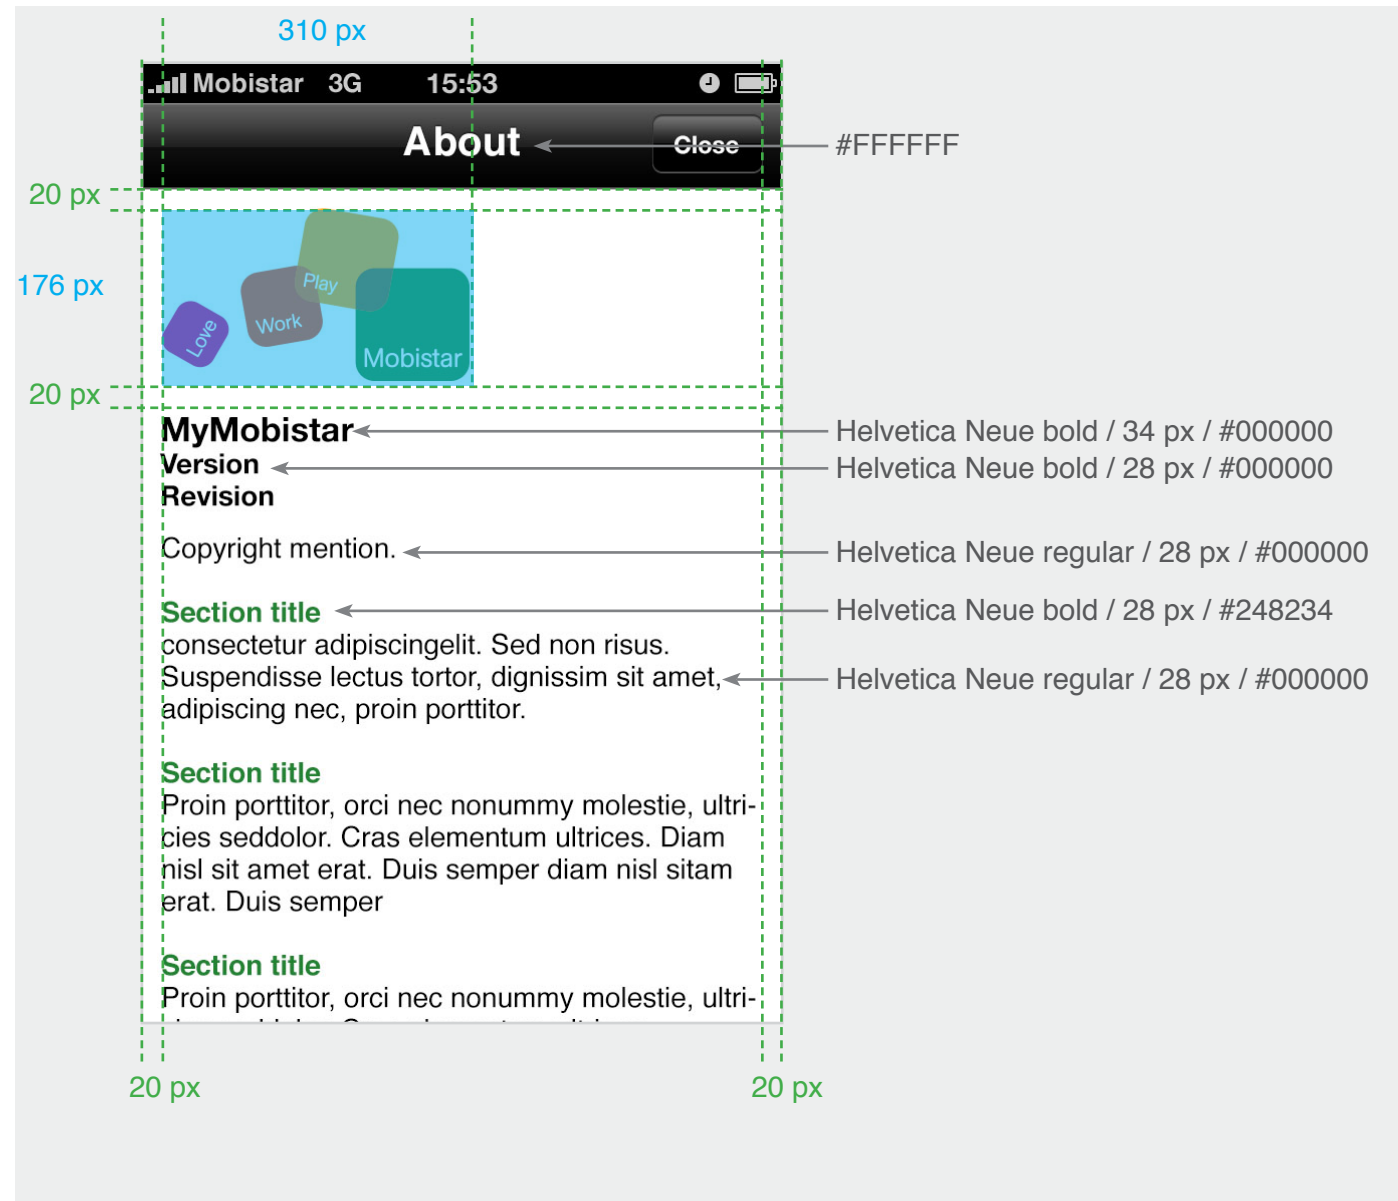 310 px
Mobistar 3G 15:53
About
Close
#FFFFFF
20 px
176 px
Play
Work
Love
Mobistar
20 px
MyMobistar
Helvetica Neue bold / 34 px / #000000
Version
Helvetica Neue bold / 28 px / #000000
Revision
Copyright mention.
Helvetica Neue regular / 28 px / #000000
Section title
Helvetica Neue bold / 28 px / #248234
consectetur adipiscingelit. Sed non risus.
Suspendisse lectus tortor, dignissim sit amet,
Helvetica Neue regular / 28 px / #000000
adipiscing nec, proin porttitor.
Section title
Proin porttitor, orci nec nonummy molestie, ultri-
cies seddolor. Cras elementum ultrices. Diam
nisl sit amet erat. Duis semper diam nisl sitam
erat. Duis semper
Section title
Proin porttitor, orci nec nonummy molestie, ultri-
20 px
20 px